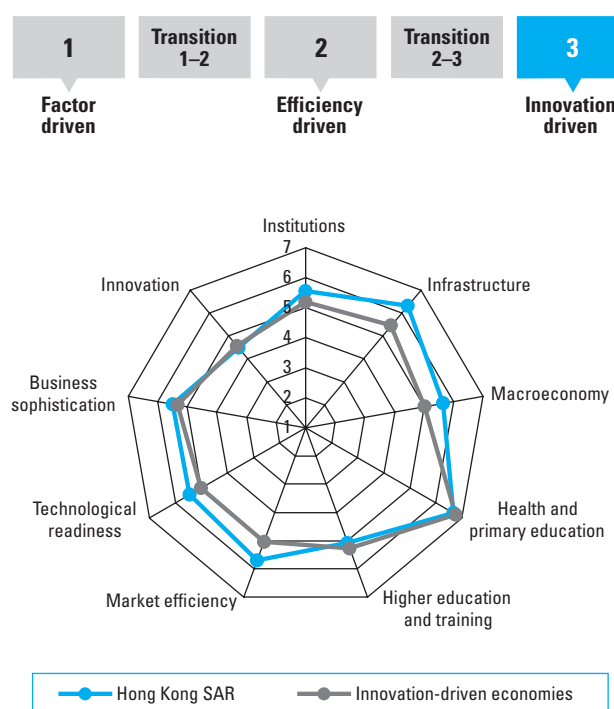 1
Transition
1–2
2
Transition
2–3
3
Factor
driven
Efficiency
driven
Innovation
driven
Institutions
7
6
5
4
3
2
1
Innovation
Infrastructure
Business
sophistication
Macroeconomy
Technological
readiness
Health and
primary education
Market efficiency
Higher education
and training
Hong Kong SAR
Innovation-driven economies